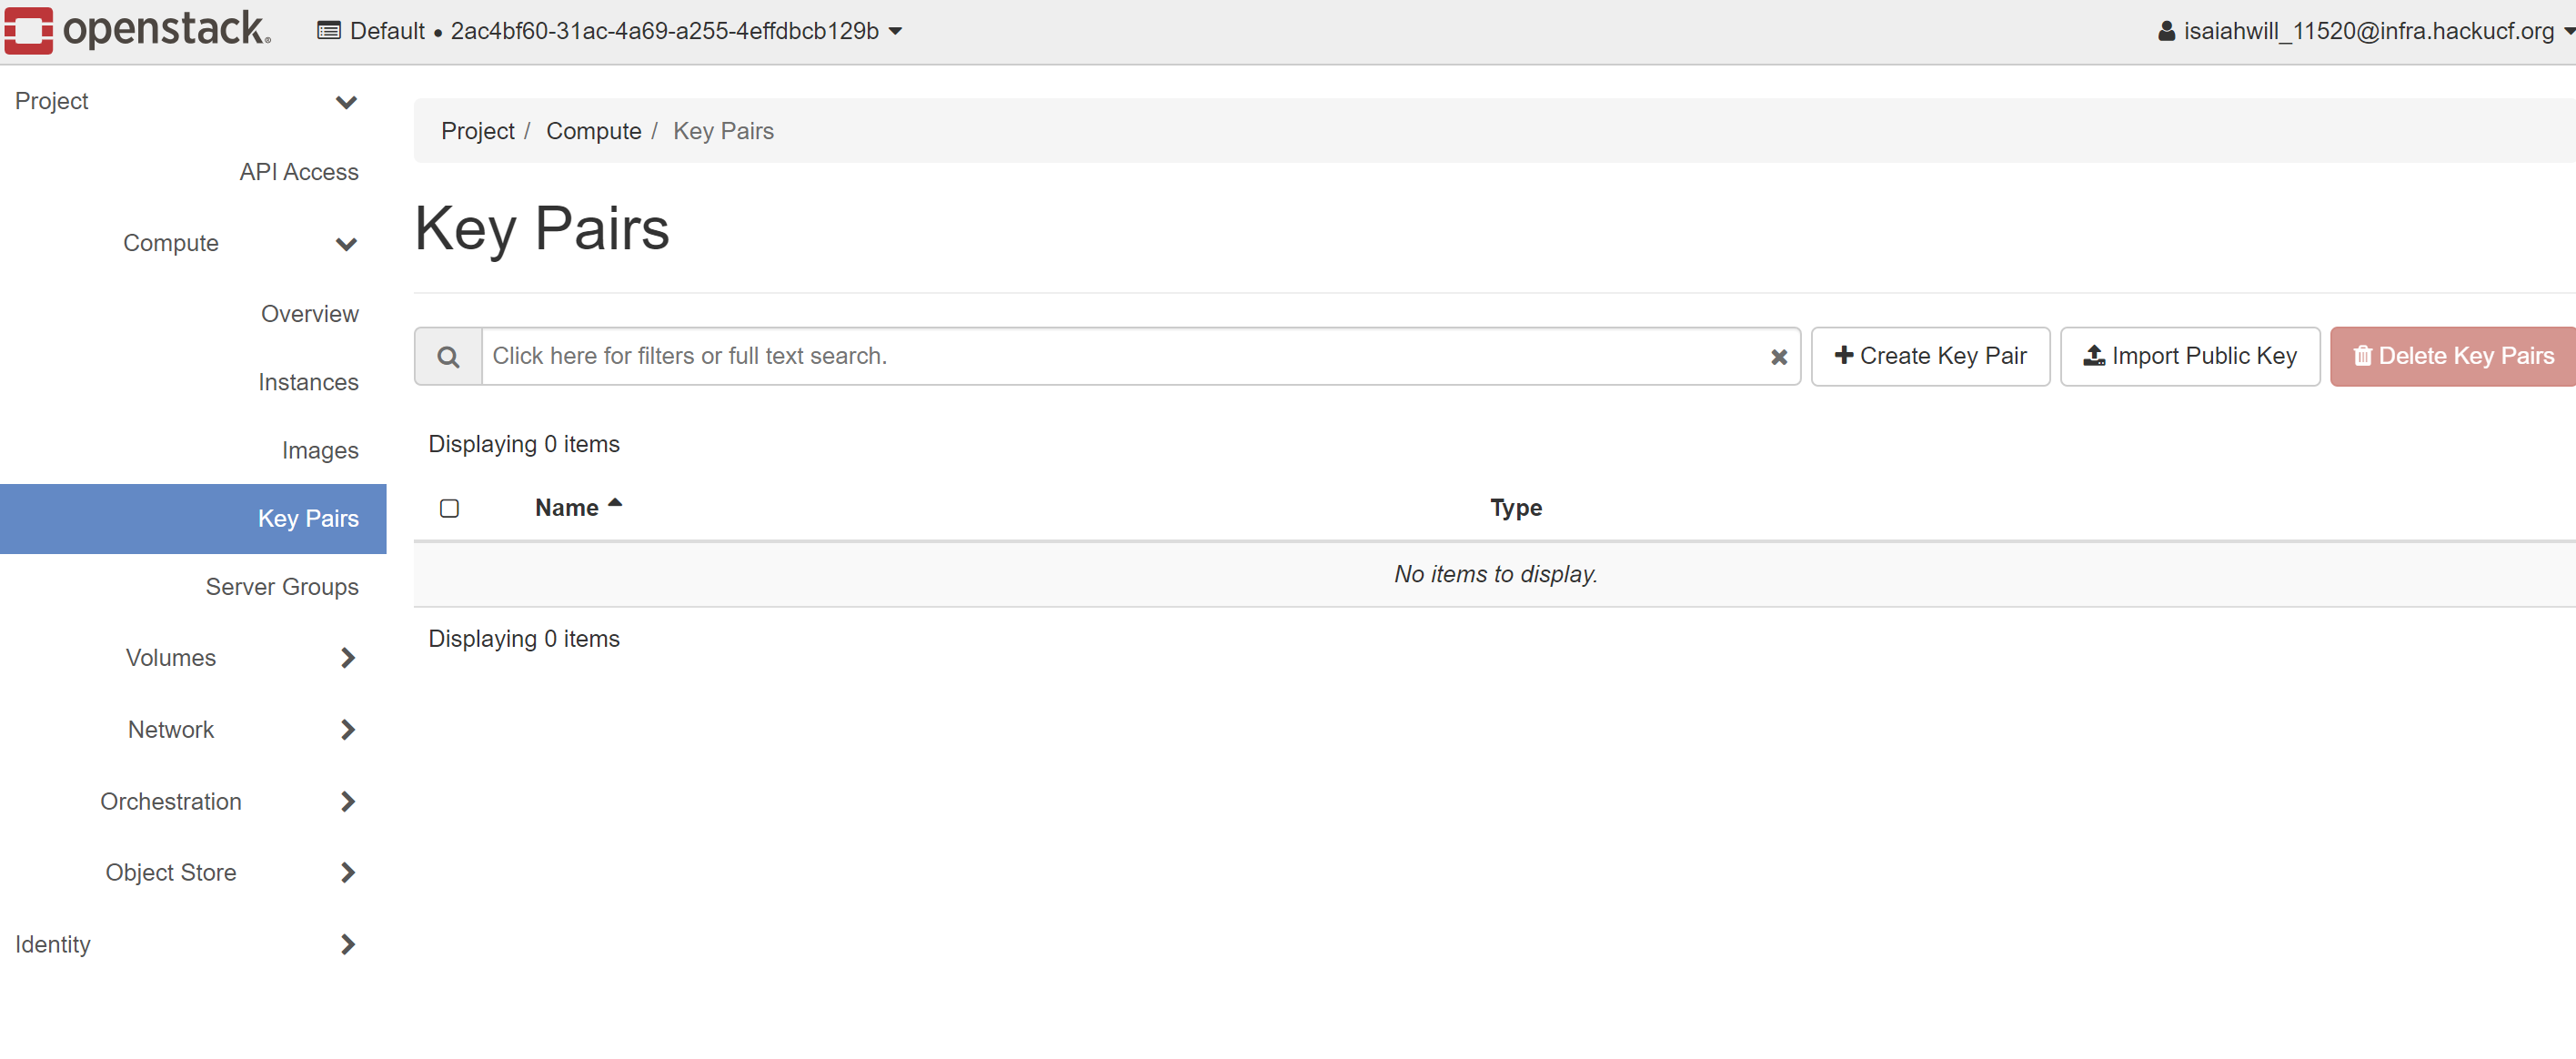 openstack. Default • 2ac4bf60-31ac-4a69-a255-4effdbcb129b isaiahwill_11520@infra.hackucf.org
Project
API Access
Compute
Overview
Instances
Images
Key Pairs
Server Groups
Volumes
Network
Orchestration
Object Store
Identity
Project / Compute / Key Pairs
Key Pairs
Click here for filters or full text search. Create Key Pair Import Public Key Delete Key Pairs
Displaying 0 items
Name Type
No items to display.
Displaying 0 items